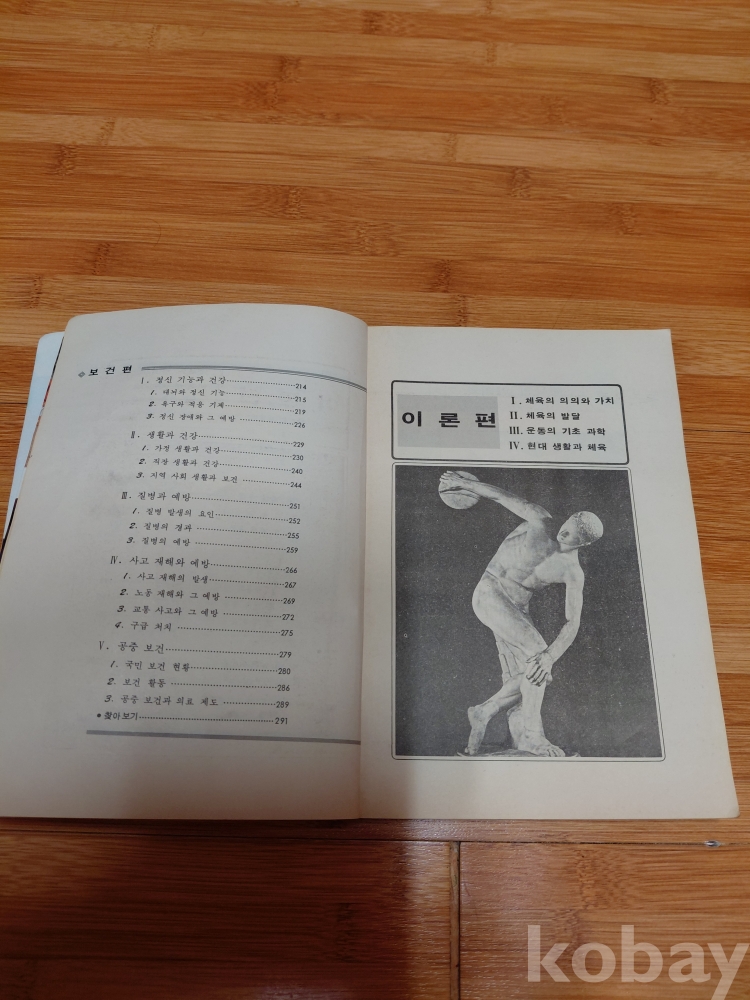 ◈ 보 건 편
Ⅰ. 정신 기능과 건강 214
1. 대뇌와 정신 기능 215
2. 욕구와 적응 기제 219
3. 정신 장애와 그 예방 226
Ⅱ. 생활과 건강 229
1. 가정 생활과 건강 230
2. 직장 생활과 건강 240
3. 지역 사회 생활과 보건 244
Ⅲ. 질병과 예방 251
1. 질병 발생의 요인 252
2. 질병의 경과 255
3. 질병의 예방 259
Ⅳ. 사고 재해와 예방 266
1. 사고 재해의 발생 267
2. 노동 재해와 그 예방 269
3. 교통 사고와 그 예방 272
4. 구급 처치 275
Ⅴ. 공중 보건 279
1. 국민 보건 현황 280
2. 보건 활동 286
3. 공중 보건과 의료 제도 289
● 찾아보기 291
이 론 편
Ⅰ. 체육의 의의와 가치
Ⅱ. 체육의 발달
Ⅲ. 운동의 기초 과학
Ⅳ. 현대 생활과 체육
kobay